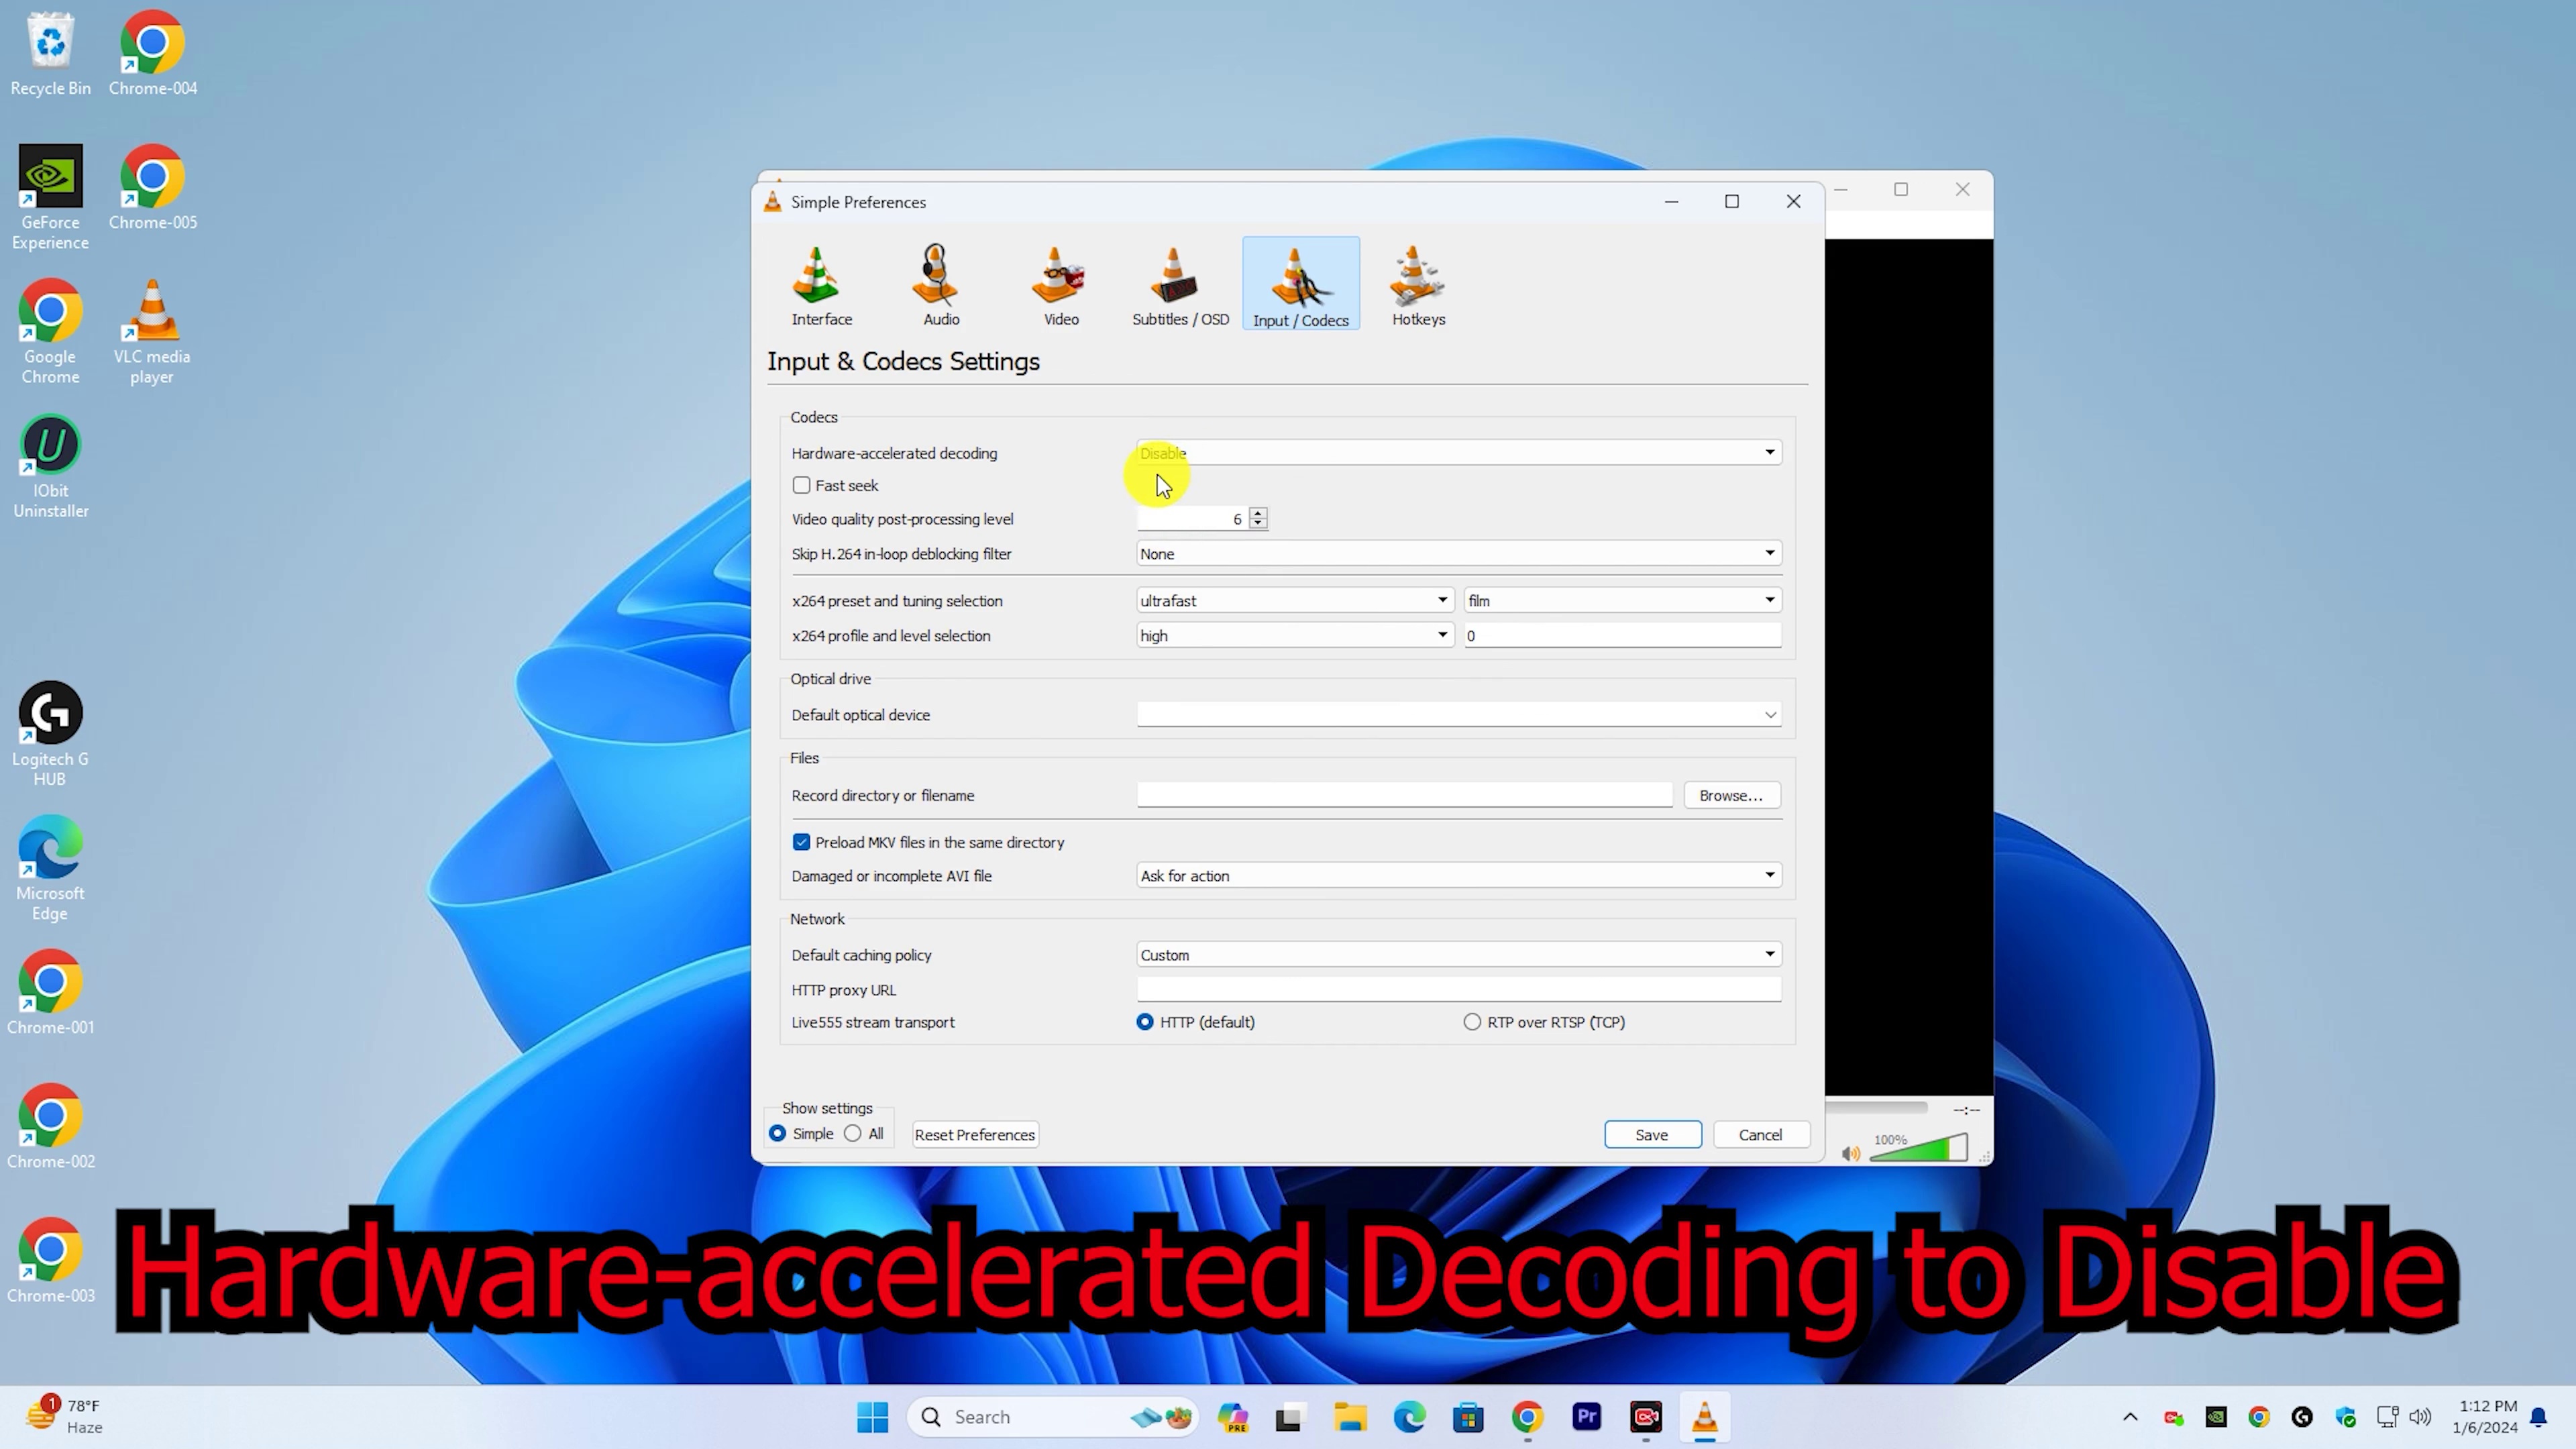 Recycle Bin
Chrome-004
GeForce
Experience
Chrome-005
Google
Chrome
VLC media
player
IObit
Uninstaller
Logitech G
HUB
Microsoft
Edge
Chrome-001
Chrome-002
Chrome-003
Simple Preferences
Interface
Audio
Video
Subtitles / OSD
Input / Codecs
Hotkeys
Input & Codecs Settings
Codecs
Hardware-accelerated decoding
Disable
Fast seek
Video quality post-processing level
6
Skip H.264 in-loop deblocking filter
None
x264 preset and tuning selection
ultrafast
film
x264 profile and level selection
high
0
Optical drive
Default optical device
Files
Record directory or filename
Browse...
Preload MKV files in the same directory
Damaged or incomplete AVI file
Ask for action
Network
Default caching policy
Custom
HTTP proxy URL
Live555 stream transport
HTTP (default)
RTP over RTSP (TCP)
Show settings
Simple
All
Reset Preferences
Save
Cancel
--:--
100%
Hardware-accelerated Decoding to Disable
1
78°F
Haze
Search
PRE
Pr
1:12 PM
1/6/2024